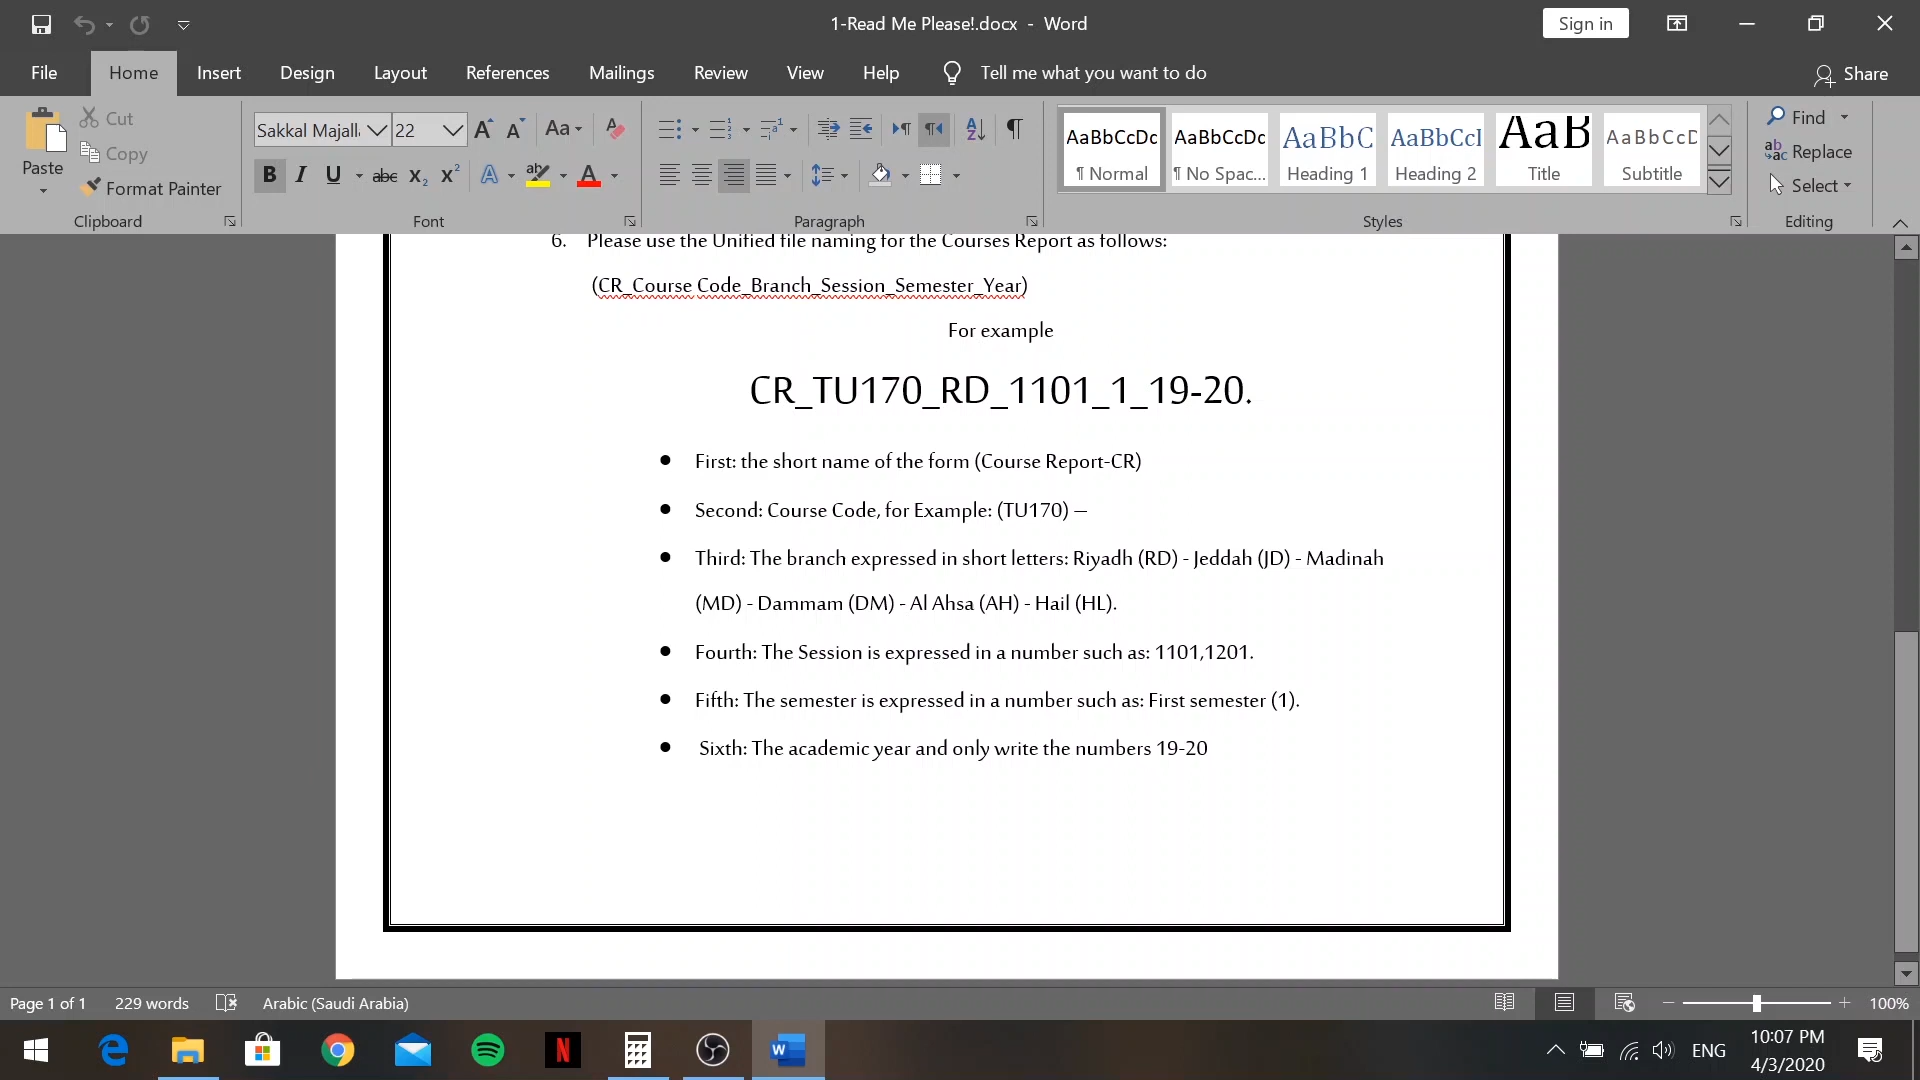 1-Read Me Please!.docx - Word
Sign in
File Home Insert Design Layout References Mailings Review View Help Tell me what you want to do Share
Paste
Cut
Copy
Format Painter
Clipboard
Sakkal Majall 22
Aa
Font
Paragraph
AaBbCcDc AaBbCcDc AaBbC AaBbCcI AaB AaBbCcD
¶ Normal ¶ No Spac... Heading 1 Heading 2 Title Subtitle
Styles
Find
Replace
Select
Editing
6. Please use the Unified file naming for the Courses Report as follows:
(CR_Course Code_Branch_Session_Semester_Year)
For example
CR_TU170_RD_1101_1_19-20.
● First: the short name of the form (Course Report-CR)
● Second: Course Code, for Example: (TU170) –
● Third: The branch expressed in short letters: Riyadh (RD) - Jeddah (JD) - Madinah
(MD) - Dammam (DM) - Al Ahsa (AH) - Hail (HL).
● Fourth: The Session is expressed in a number such as: 1101,1201.
● Fifth: The semester is expressed in a number such as: First semester (1).
● Sixth: The academic year and only write the numbers 19-20
Page 1 of 1 229 words Arabic (Saudi Arabia) 100%
ENG
10:07 PM
4/3/2020